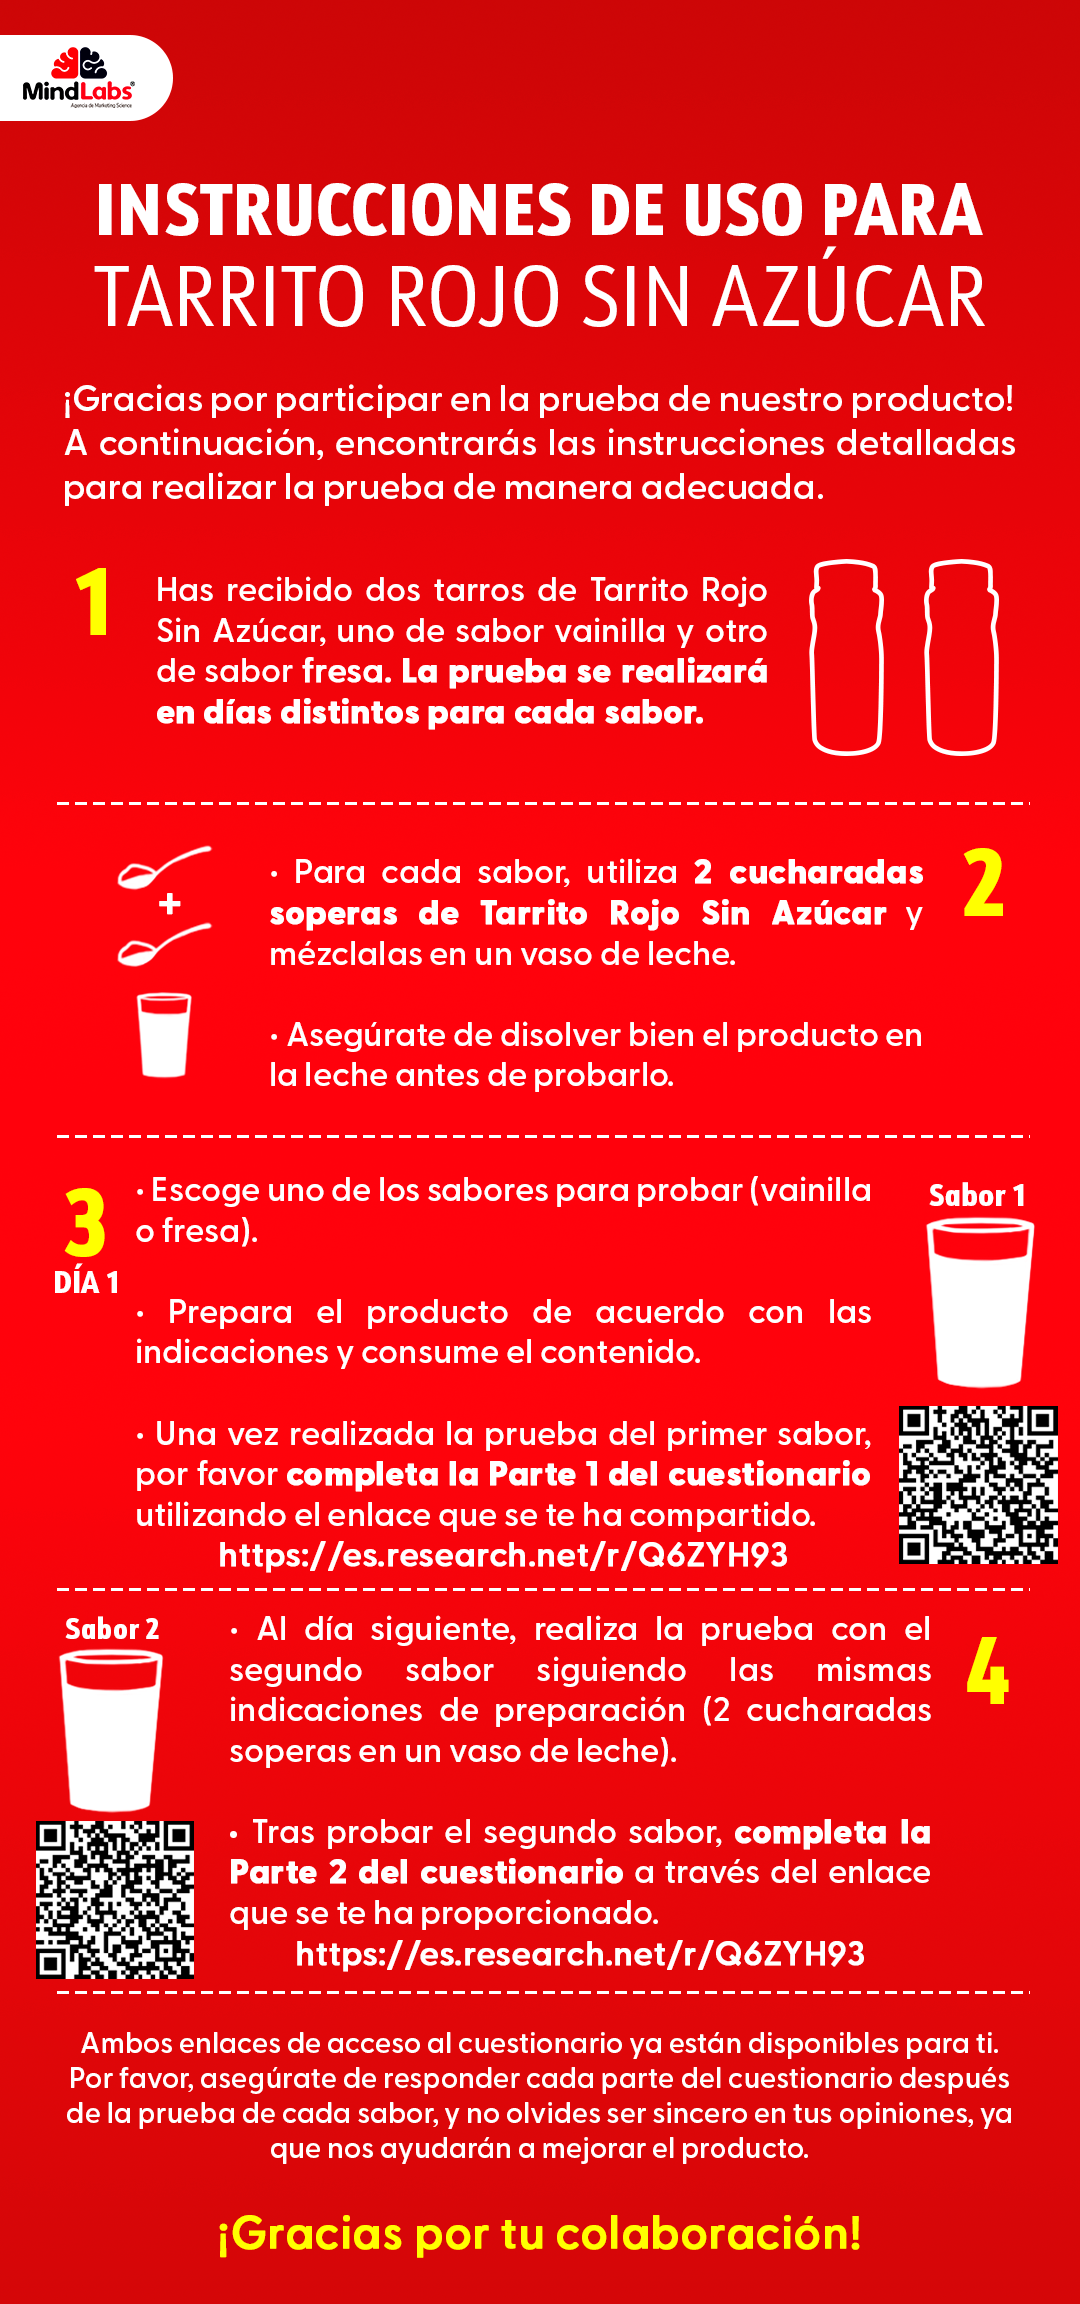 MindLabs®
Agencia de Marketing Science
INSTRUCCIONES DE USO PARA
TARRITO ROJO SIN AZÚCAR
¡Gracias por participar en la prueba de nuestro producto!
A continuación, encontrarás las instrucciones detalladas
para realizar la prueba de manera adecuada.
1
Has recibido dos tarros de Tarrito Rojo
Sin Azúcar, uno de sabor vainilla y otro
de sabor fresa. La prueba se realizará
en días distintos para cada sabor.
2
+
· Para cada sabor, utiliza 2 cucharadas
soperas de Tarrito Rojo Sin Azúcar y
mézclalas en un vaso de leche.
· Asegúrate de disolver bien el producto en
la leche antes de probarlo.
3
DÍA 1
· Escoge uno de los sabores para probar (vainilla
o fresa).
· Prepara el producto de acuerdo con las
indicaciones y consume el contenido.
· Una vez realizada la prueba del primer sabor,
por favor completa la Parte 1 del cuestionario
utilizando el enlace que se te ha compartido.
https://es.research.net/r/Q6ZYH93
Sabor 1
Sabor 2
4
· Al día siguiente, realiza la prueba con el
segundo sabor siguiendo las mismas
indicaciones de preparación (2 cucharadas
soperas en un vaso de leche).
· Tras probar el segundo sabor, completa la
Parte 2 del cuestionario a través del enlace
que se te ha proporcionado.
https://es.research.net/r/Q6ZYH93
Ambos enlaces de acceso al cuestionario ya están disponibles para ti.
Por favor, asegúrate de responder cada parte del cuestionario después
de la prueba de cada sabor, y no olvides ser sincero en tus opiniones, ya
que nos ayudarán a mejorar el producto.
¡Gracias por tu colaboración!